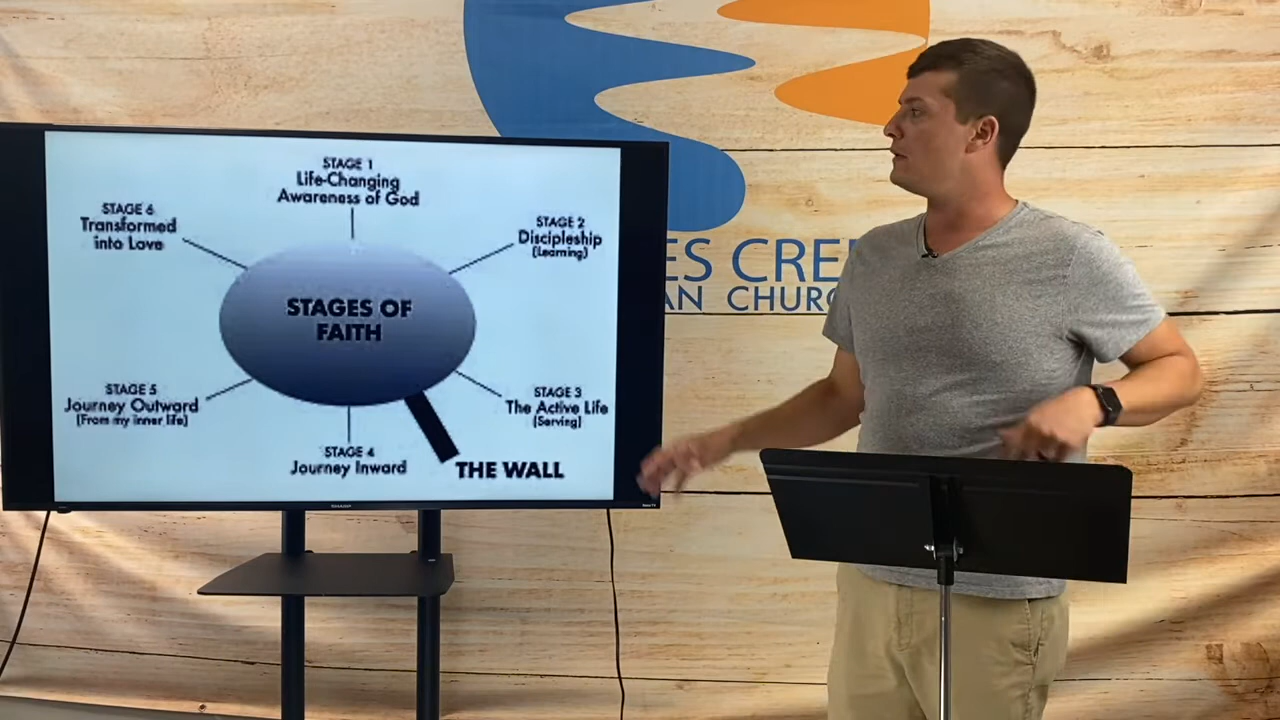 STAGE 1
Life-Changing
Awareness of God
STAGE 6
Transformed
into Love
STAGE 2
Discipleship
(Learning)
STAGES OF
FAITH
STAGE 5
Journey Outward
(From my inner life)
STAGE 3
The Active Life
(Serving)
STAGE 4
Journey Inward
THE WALL
SHARP
ES CREE
AN CHURC